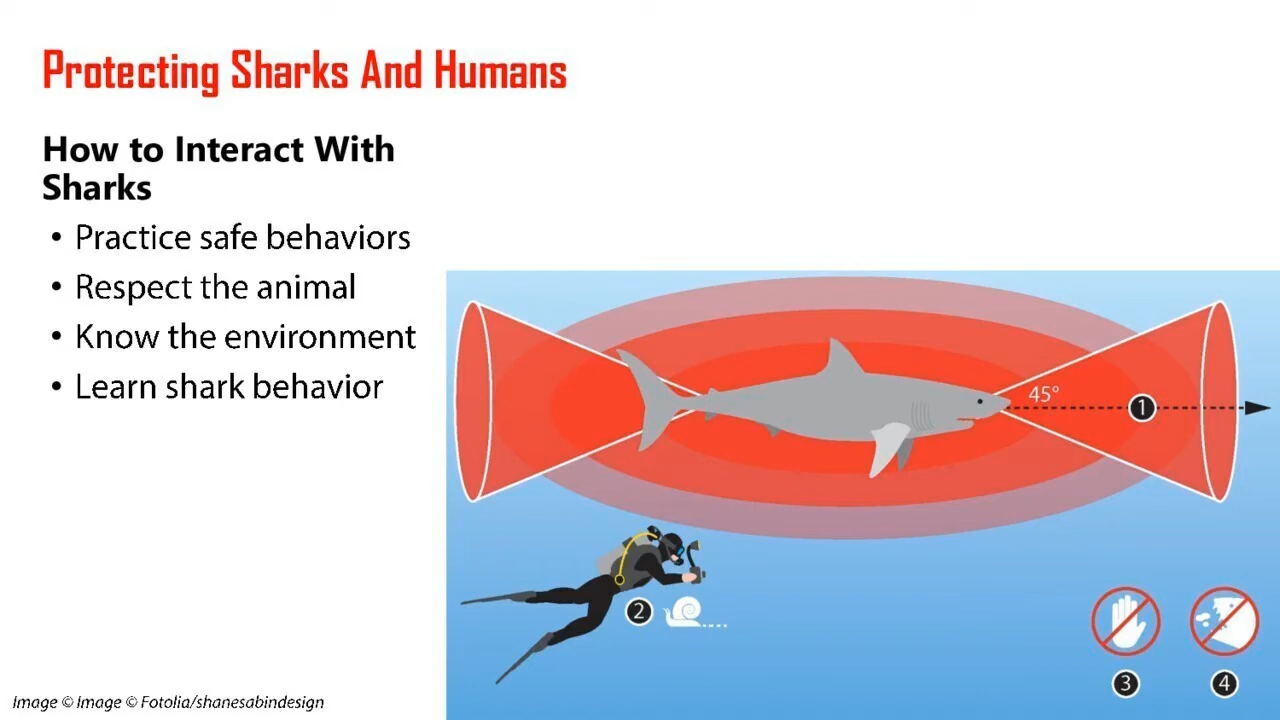 Protecting Sharks And Humans
How to Interact With
Sharks
• Practice safe behaviors
• Respect the animal
• Know the environment
• Learn shark behavior
45°
1
2
3
4
Image © Image © Fotolia/shanesabindesign